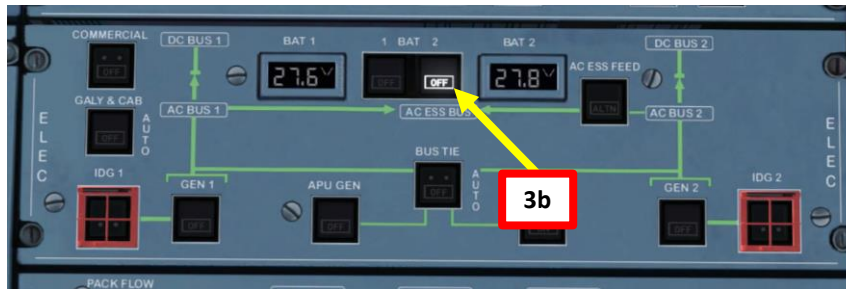 COMMERCIAL
OFF
DC BUS 1
BAT 1
1 BAT 2
BAT 2
DC BUS 2
27.6V
OFF
OFF
27.8V
AC ESS FEED
ALTN
GALY & CAB
OFF
AUTO
AC BUS 1
AC ESS BUS
AC BUS 2
ELEC
ELEC
BUS TIE
OFF
AUTO
3b
IDG 1
GEN 1
OFF
APU GEN
OFF
GEN 2
OFF
IDG 2
PACK FLOW